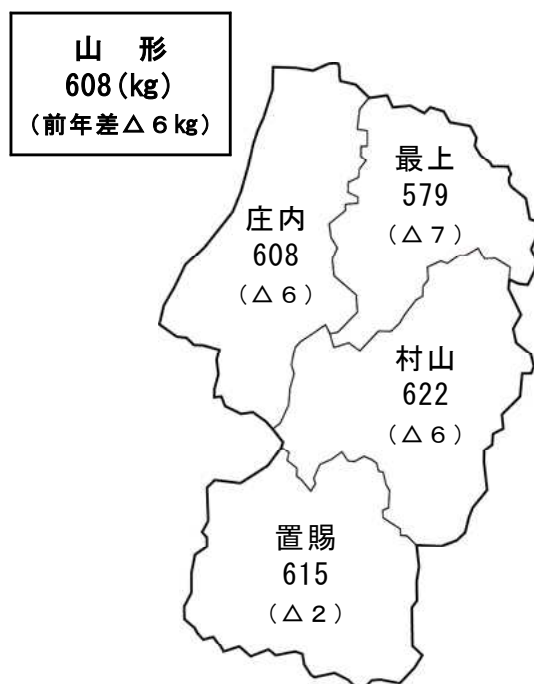 山形
608(kg)
(前年差△6kg)
最上
579
(△7)
庄内
608
(△6)
村山
622
(△6)
置賜
615
(△2)